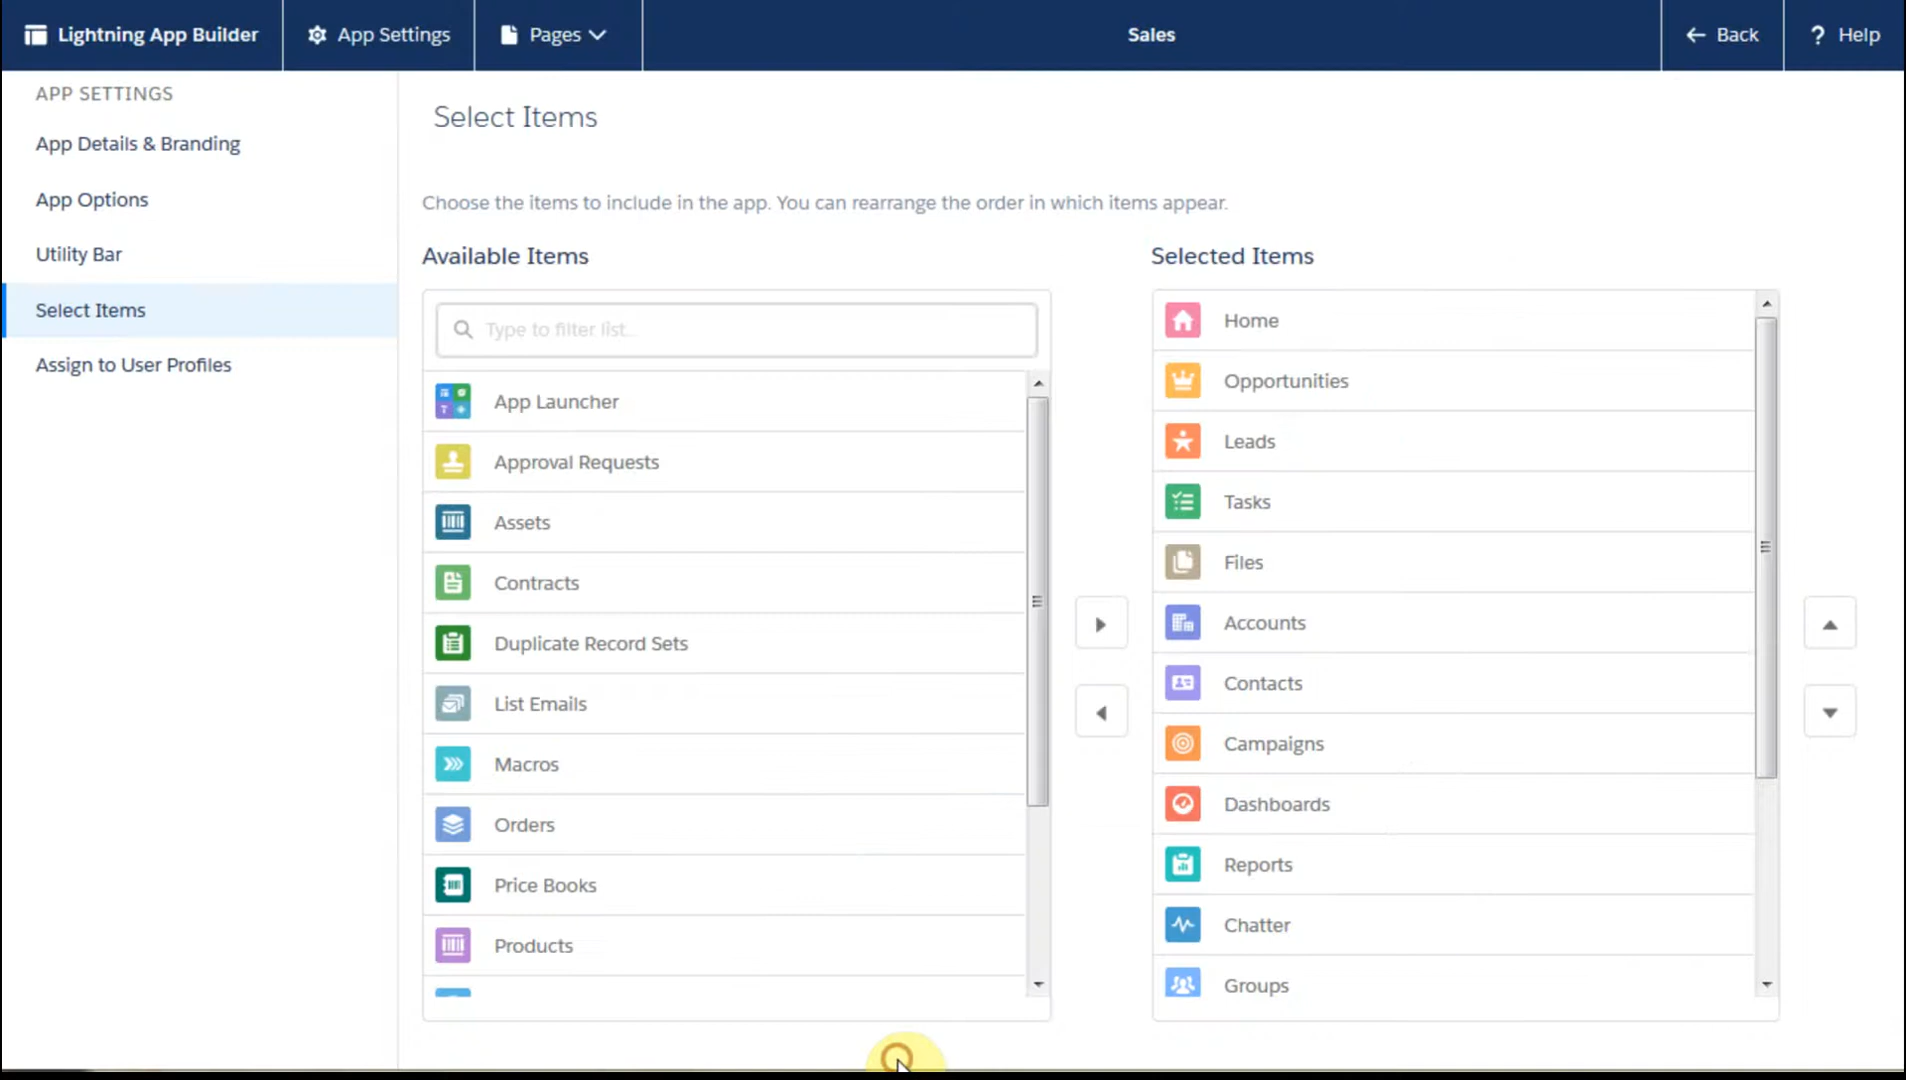 Lightning App Builder
App Settings
Pages
Sales
Back
? Help
APP SETTINGS
App Details & Branding
App Options
Utility Bar
Select Items
Assign to User Profiles
Select Items
Choose the items to include in the app. You can rearrange the order in which items appear.
Available Items
Type to filter list...
App Launcher
Approval Requests
Assets
Contracts
Duplicate Record Sets
List Emails
Macros
Orders
Price Books
Products
Selected Items
Home
Opportunities
Leads
Tasks
Files
Accounts
Contacts
Campaigns
Dashboards
Reports
Chatter
Groups